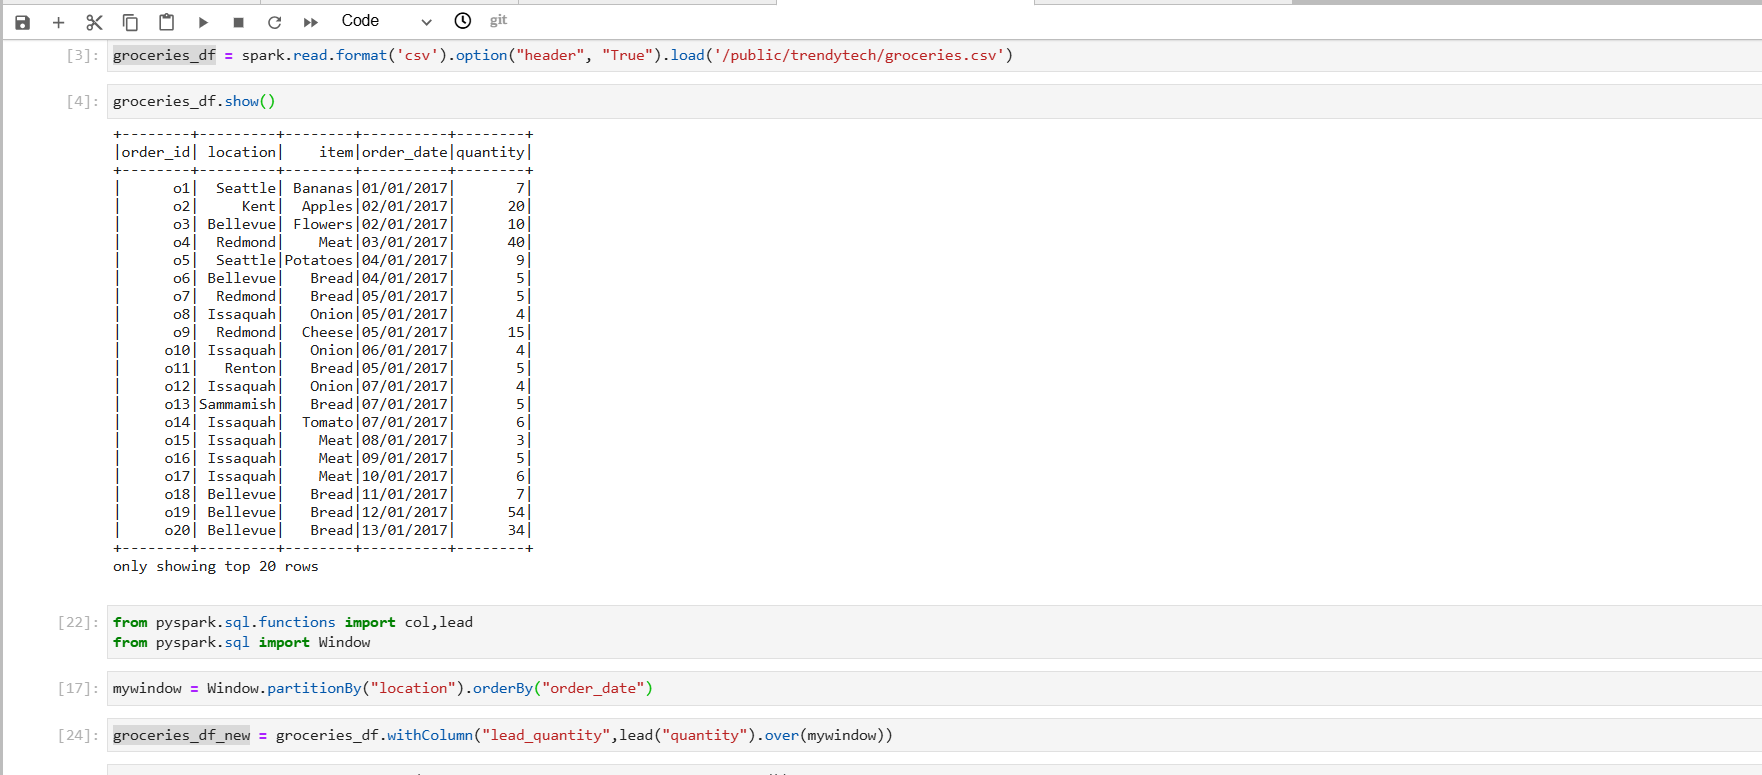 Code git
[3]: groceries_df = spark.read.format('csv').option("header", "True").load('/public/trendytech/groceries.csv')
[4]: groceries_df.show()
+--------+---------+--------+----------+--------+
|order_id| location|    item|order_date|quantity|
+--------+---------+--------+----------+--------+
|      o1|  Seattle| Bananas|01/01/2017|       7|
|      o2|     Kent|  Apples|02/01/2017|      20|
|      o3| Bellevue| Flowers|02/01/2017|      10|
|      o4|  Redmond|    Meat|03/01/2017|      40|
|      o5|  Seattle|Potatoes|04/01/2017|       9|
|      o6| Bellevue|   Bread|04/01/2017|       5|
|      o7|  Redmond|   Bread|05/01/2017|       5|
|      o8| Issaquah|   Onion|05/01/2017|       4|
|      o9|  Redmond|  Cheese|05/01/2017|      15|
|     o10| Issaquah|   Onion|06/01/2017|       4|
|     o11|   Renton|   Bread|05/01/2017|       5|
|     o12| Issaquah|   Onion|07/01/2017|       4|
|     o13|Sammamish|   Bread|07/01/2017|       5|
|     o14| Issaquah|  Tomato|07/01/2017|       6|
|     o15| Issaquah|    Meat|08/01/2017|       3|
|     o16| Issaquah|    Meat|09/01/2017|       5|
|     o17| Issaquah|    Meat|10/01/2017|       6|
|     o18| Bellevue|   Bread|11/01/2017|       7|
|     o19| Bellevue|   Bread|12/01/2017|      54|
|     o20| Bellevue|   Bread|13/01/2017|      34|
+--------+---------+--------+----------+--------+
only showing top 20 rows
[22]: from pyspark.sql.functions import col,lead
from pyspark.sql import Window
[17]: mywindow = Window.partitionBy("location").orderBy("order_date")
[24]: groceries_df_new = groceries_df.withColumn("lead_quantity",lead("quantity").over(mywindow))